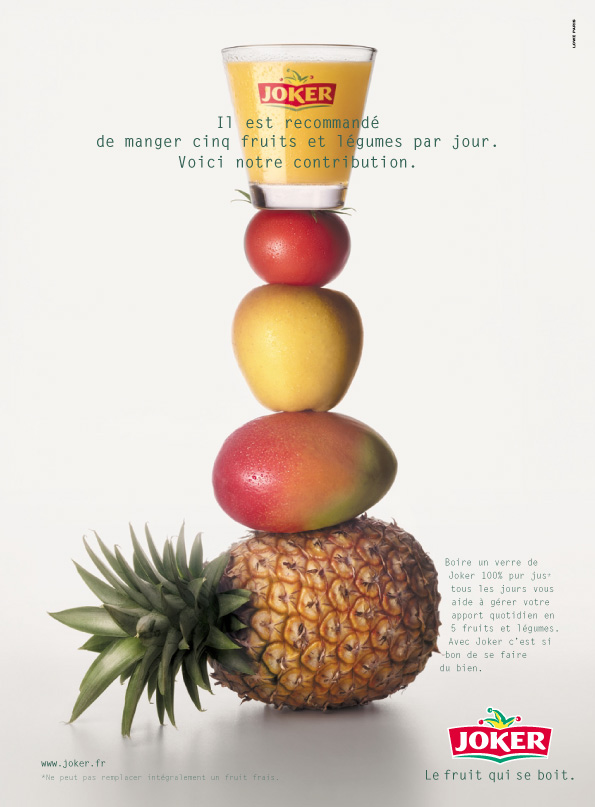 LOWE PARIS
JOKER
Il est recommandé
de manger cinq fruits et légumes par jour.
Voici notre contribution.
Boire un verre de
Joker 100% pur jus*
tous les jours vous
aide à gérer votre
apport quotidien en
5 fruits et légumes.
Avec Joker c'est si
bon de se faire
du bien.
JOKER
Le fruit qui se boit.
www.joker.fr
*Ne peut pas remplacer intégralement un fruit frais.